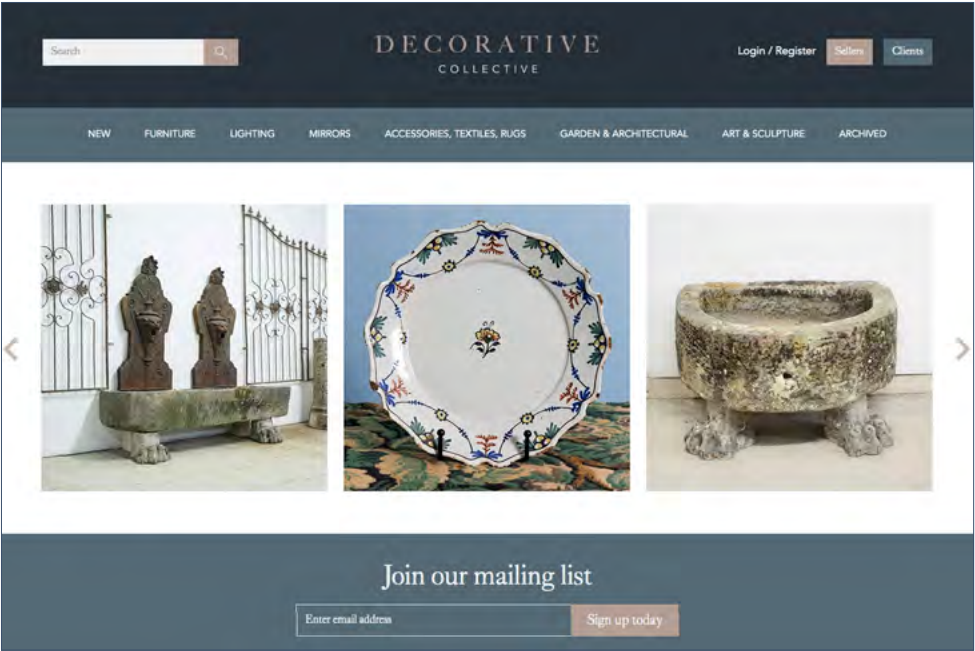 Search
DECORATIVE
COLLECTIVE
Login / Register
Sellers
Clients
NEW
FURNITURE
LIGHTING
MIRRORS
ACCESSORIES, TEXTILES, RUGS
GARDEN & ARCHITECTURAL
ART & SCULPTURE
ARCHIVED
Join our mailing list
Enter email address
Sign up today